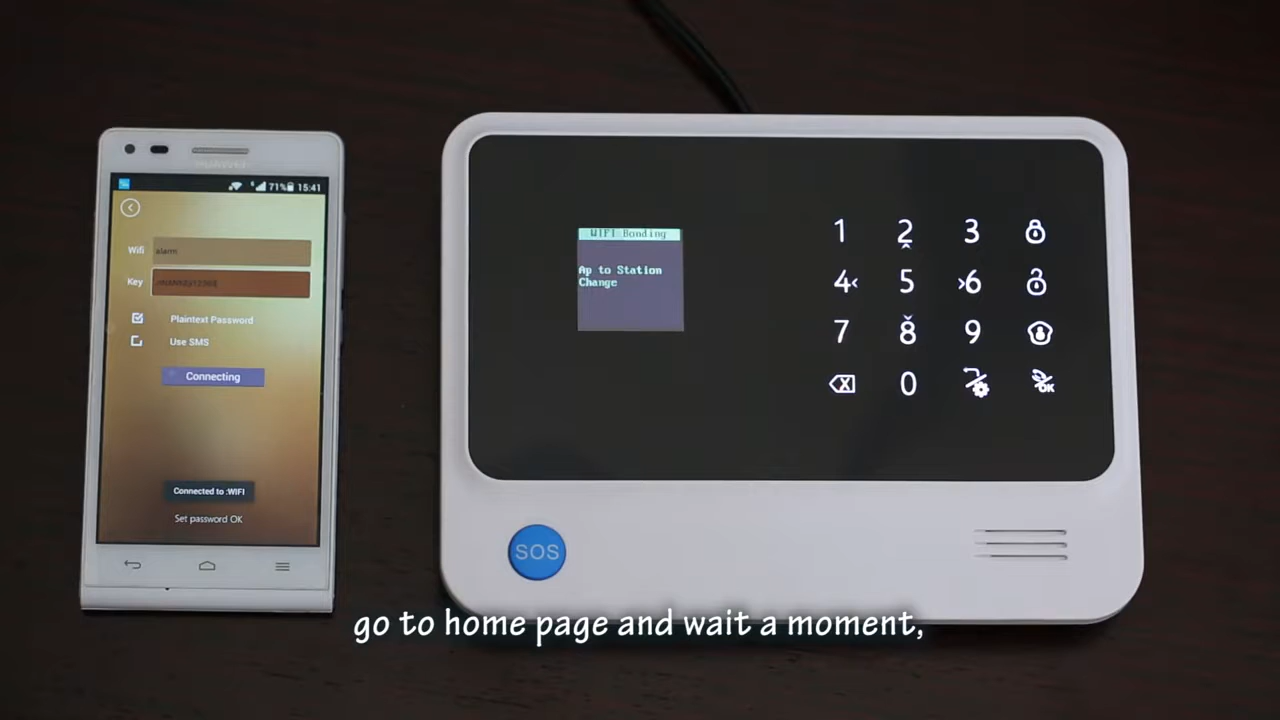 HUAWEI
71% 15:41
Wifi alarm
Key
Plaintext Password
Use SMS
Connecting
Connected to :WIFI
Set password OK
WIFI Bonding
Ap to Station
Change
1 2 3
4 5 6
7 8 9
0 OK
SOS
go to home page and wait a moment,